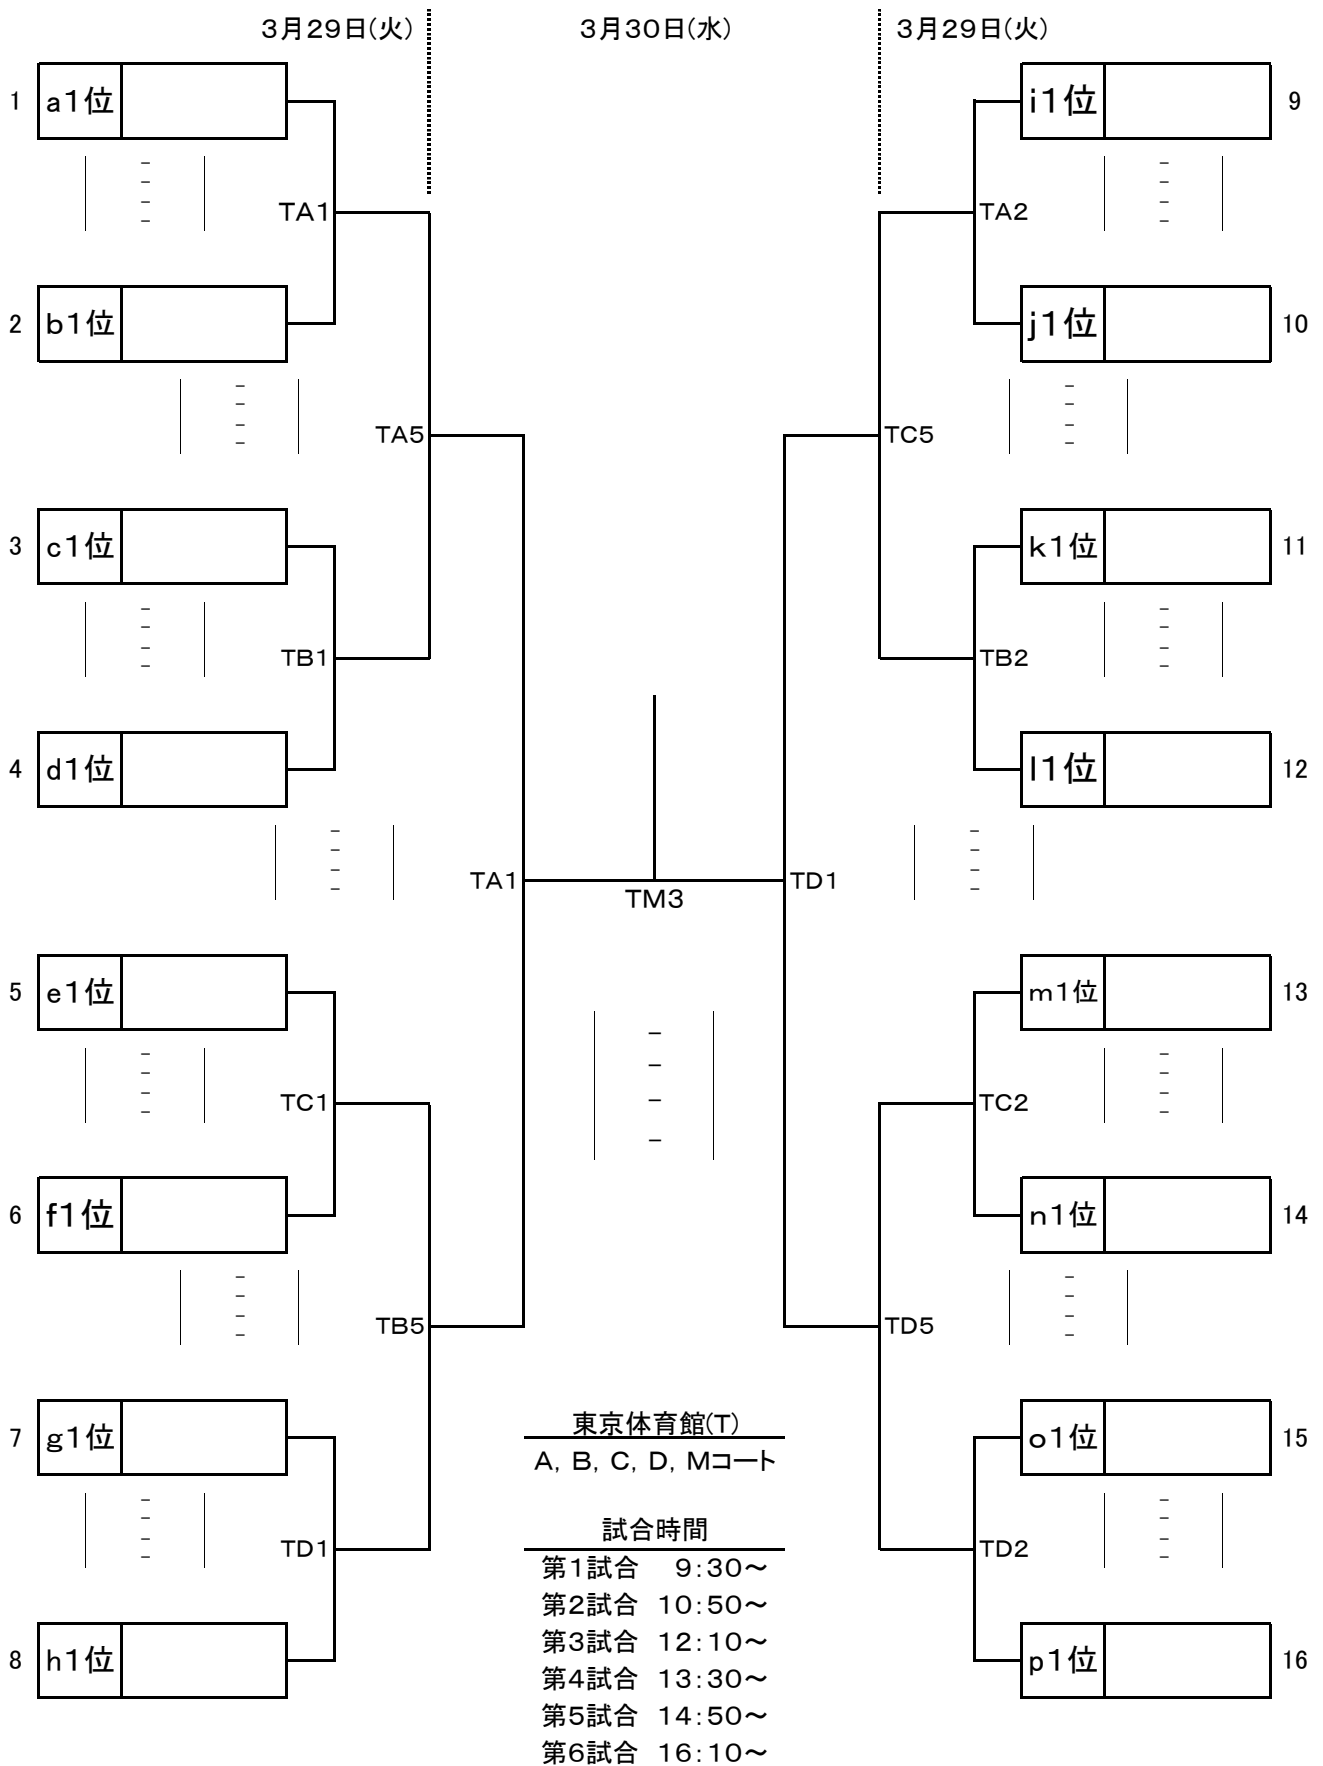 3月29日(火) 3月30日(水) 3月29日(火)
1 a1位 i1位 9
TA1 TA2
2 b1位 j1位 10
TA5 TC5
3 c1位 k1位 11
TB1 TB2
4 d1位 l1位 12
TA1 TD1
TM3
5 e1位 m1位 13
TC1 TC2
6 f1位 n1位 14
TB5 TD5
7 g1位 o1位 15
東京体育館(T)
A, B, C, D, Mコート
試合時間
TD1 TD2
第1試合 9:30～
第2試合 10:50～
第3試合 12:10～
8 h1位 p1位 16
第4試合 13:30～
第5試合 14:50～
第6試合 16:10～